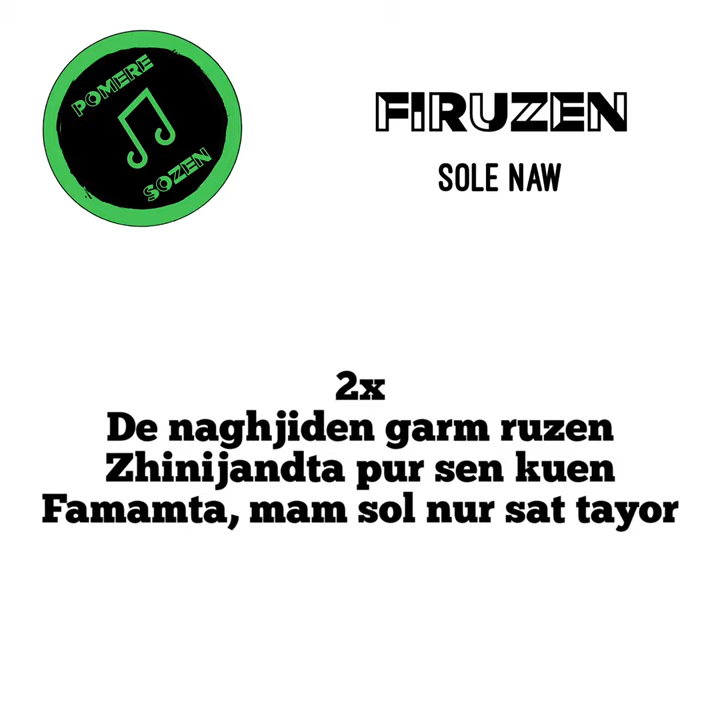 POMERE
SOZEN
FIRUZEN
SOLE NAW
2x
De naghjiden garm ruzen
Zhinijandta pur sen kuen
Famamta, mam sol nur sat tayor